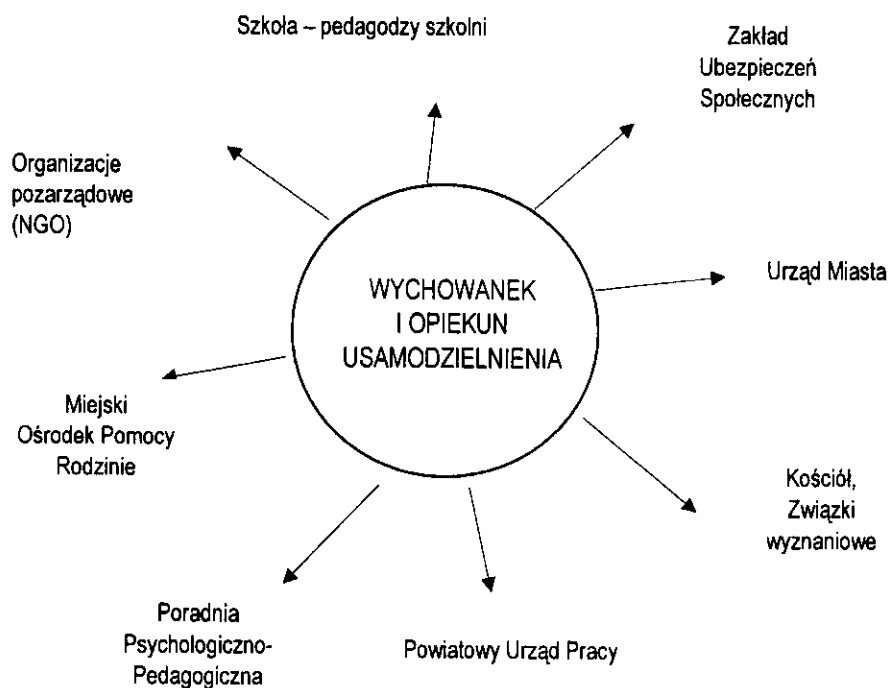 Szkoła – pedagodzy szkolni
Zakład
Ubezpieczeń
Społecznych
Organizacje
pozarządowe
(NGO)
WYCHOWANEK
I OPIEKUN
USAMODZIELNIENIA
Urząd Miasta
Miejski
Ośrodek Pomocy
Rodzinie
Kościół,
Związki
wyznaniowe
Poradnia
Psychologiczno-
Pedagogiczna
Powiatowy Urząd Pracy